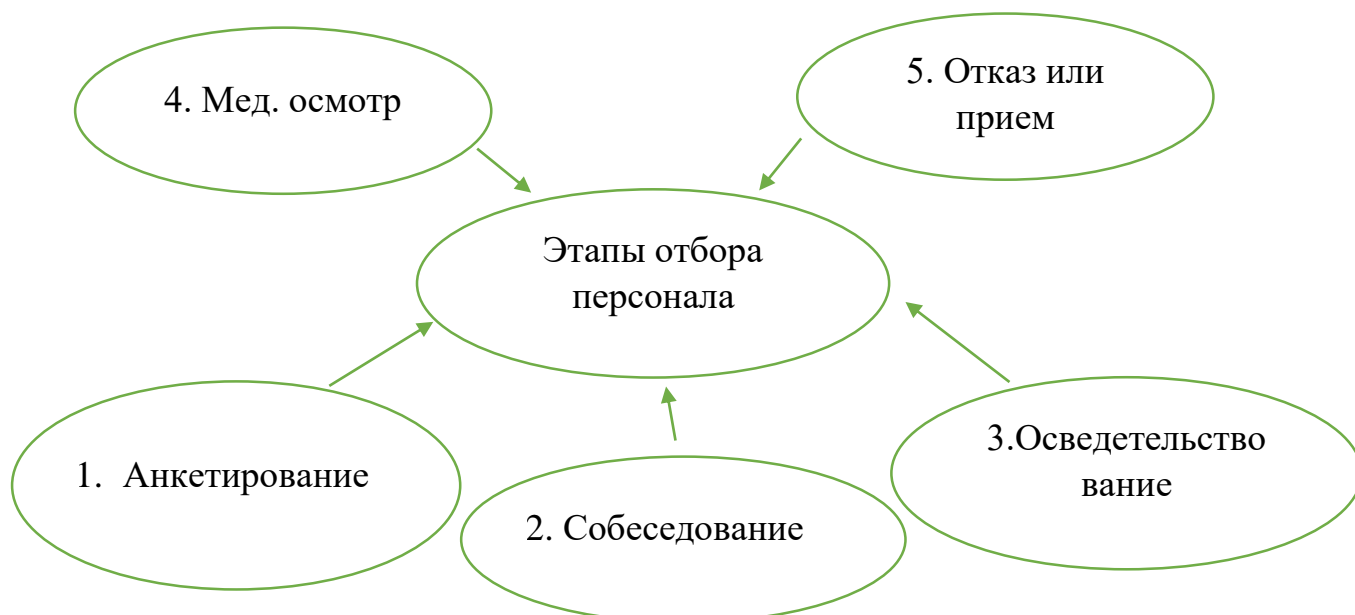 4. Мед. осмотр
5. Отказ или
прием
Этапы отбора
персонала
1. Анкетирование
2. Собеседование
3.Осведетельство
вание